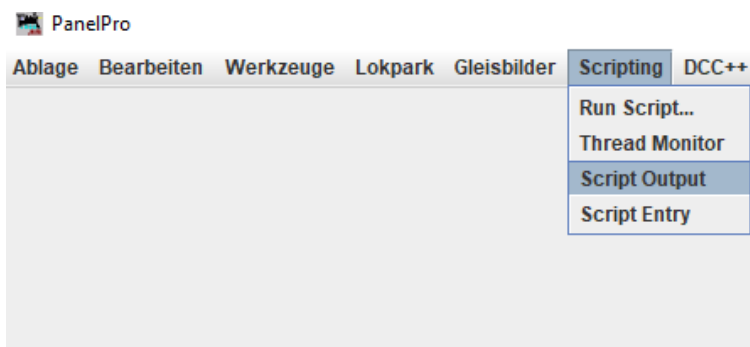 PanelPro
Ablage Bearbeiten Werkzeuge Lokpark Gleisbilder Scripting DCC++
Run Script...
Thread Monitor
Script Output
Script Entry